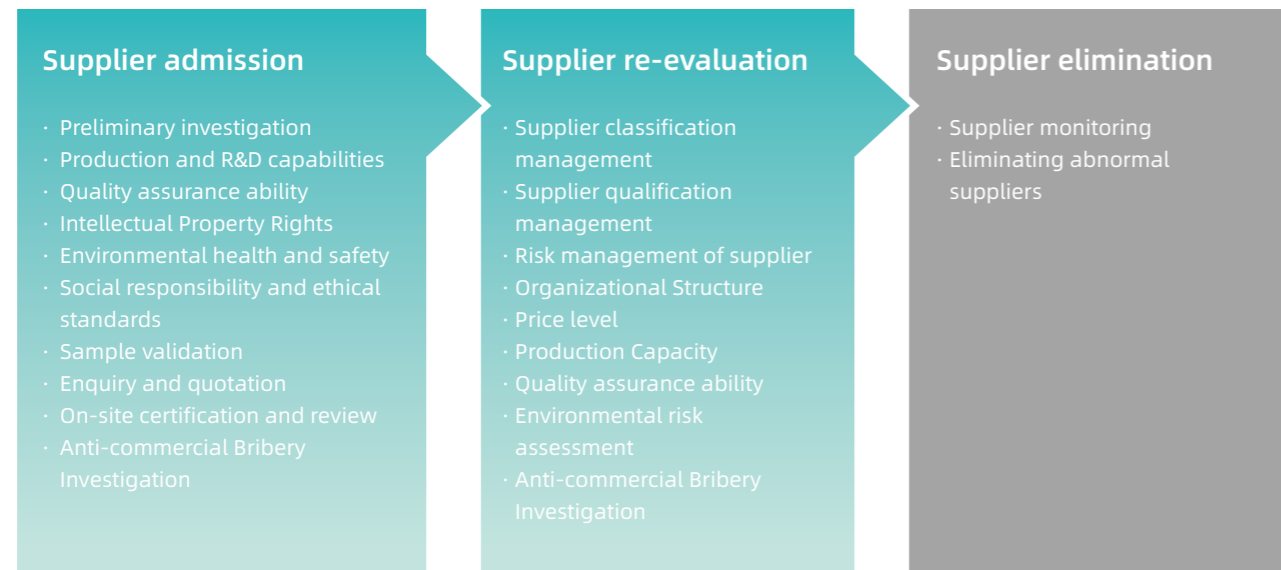 Supplier admission
· Preliminary investigation
· Production and R&D capabilities
· Quality assurance ability
· Intellectual Property Rights
· Environmental health and safety
· Social responsibility and ethical
standards
· Sample validation
· Enquiry and quotation
· On-site certification and review
· Anti-commercial Bribery
Investigation
Supplier re-evaluation
· Supplier classification
management
· Supplier qualification
management
· Risk management of supplier
· Organizational Structure
· Price level
· Production Capacity
· Quality assurance ability
· Environmental risk
assessment
· Anti-commercial Bribery
Investigation
Supplier elimination
· Supplier monitoring
· Eliminating abnormal
suppliers